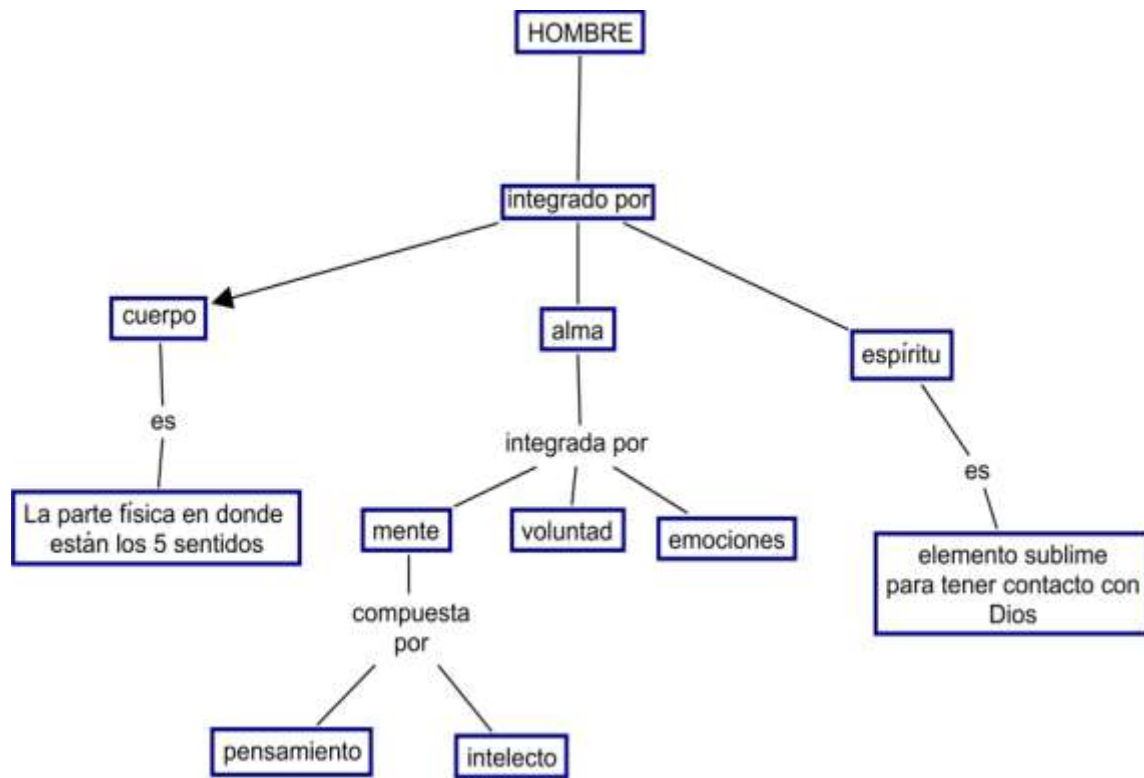 HOMBRE
integrado por
cuerpo
alma
espíritu
es
integrada por
es
La parte física en donde
están los 5 sentidos
mente
voluntad
emociones
elemento sublime
para tener contacto con
Dios
compuesta
por
pensamiento
intelecto